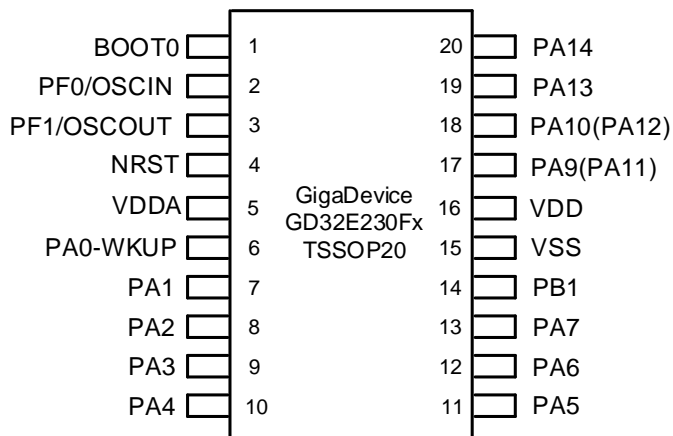 BOOT0 1 20 PA14
PF0/OSCIN 2 19 PA13
PF1/OSCOUT 3 18 PA10(PA12)
NRST 4 17 PA9(PA11)
GigaDevice
VDDA 5 16 VDD
GD32E230Fx
TSSOP20
PA0-WKUP 6 15 VSS
PA1 7 14 PB1
PA2 8 13 PA7
PA3 9 12 PA6
PA4 10 11 PA5